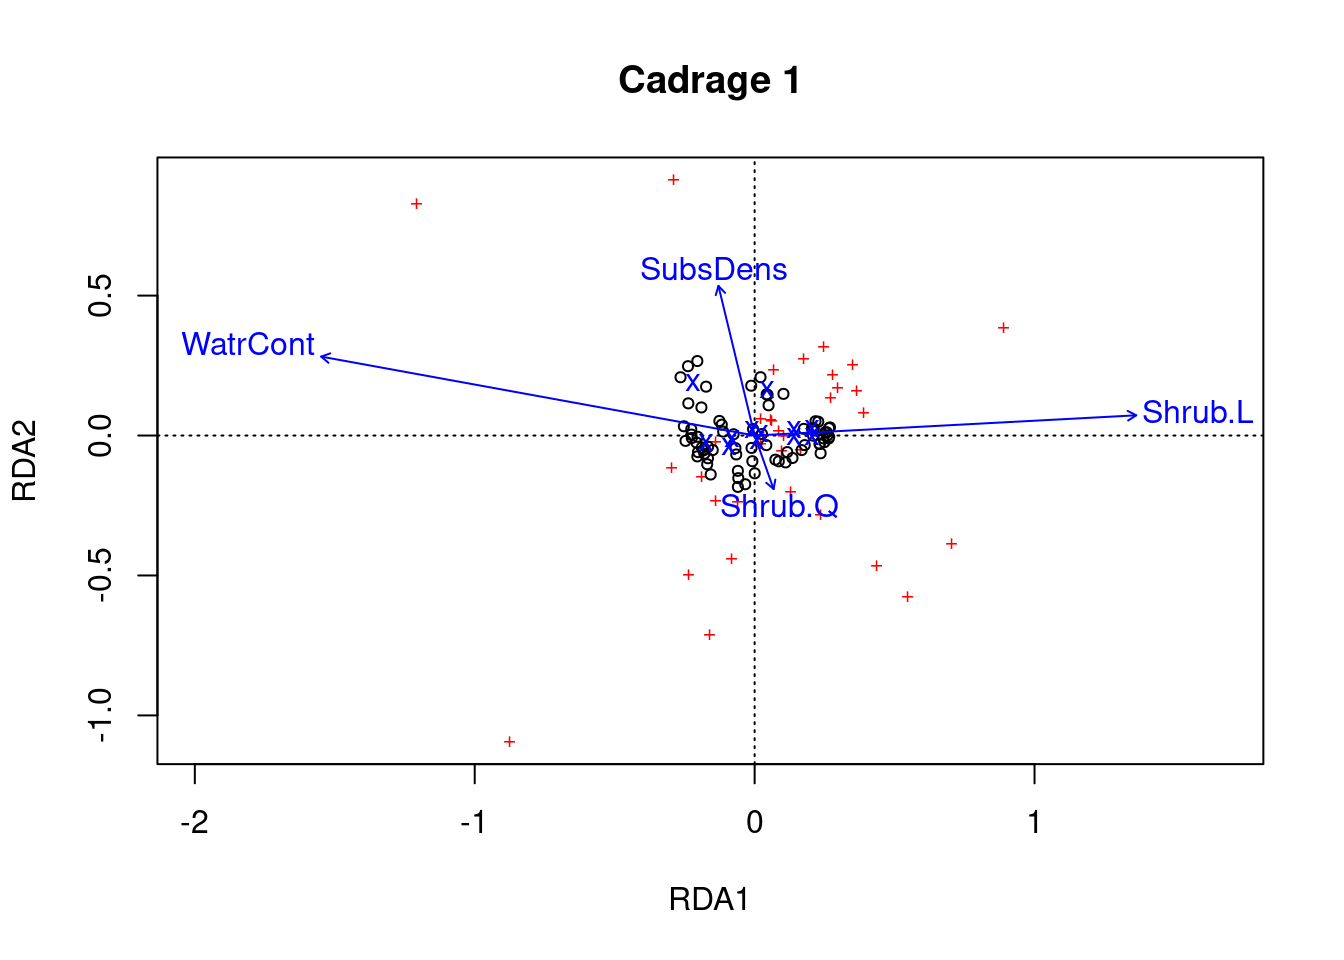 Cadrage 1
SubsDens
WatrCont
Shrub.L
Shrub.Q
RDA2
0.5
0.0
-0.5
-1.0
-2
-1
0
1
RDA1